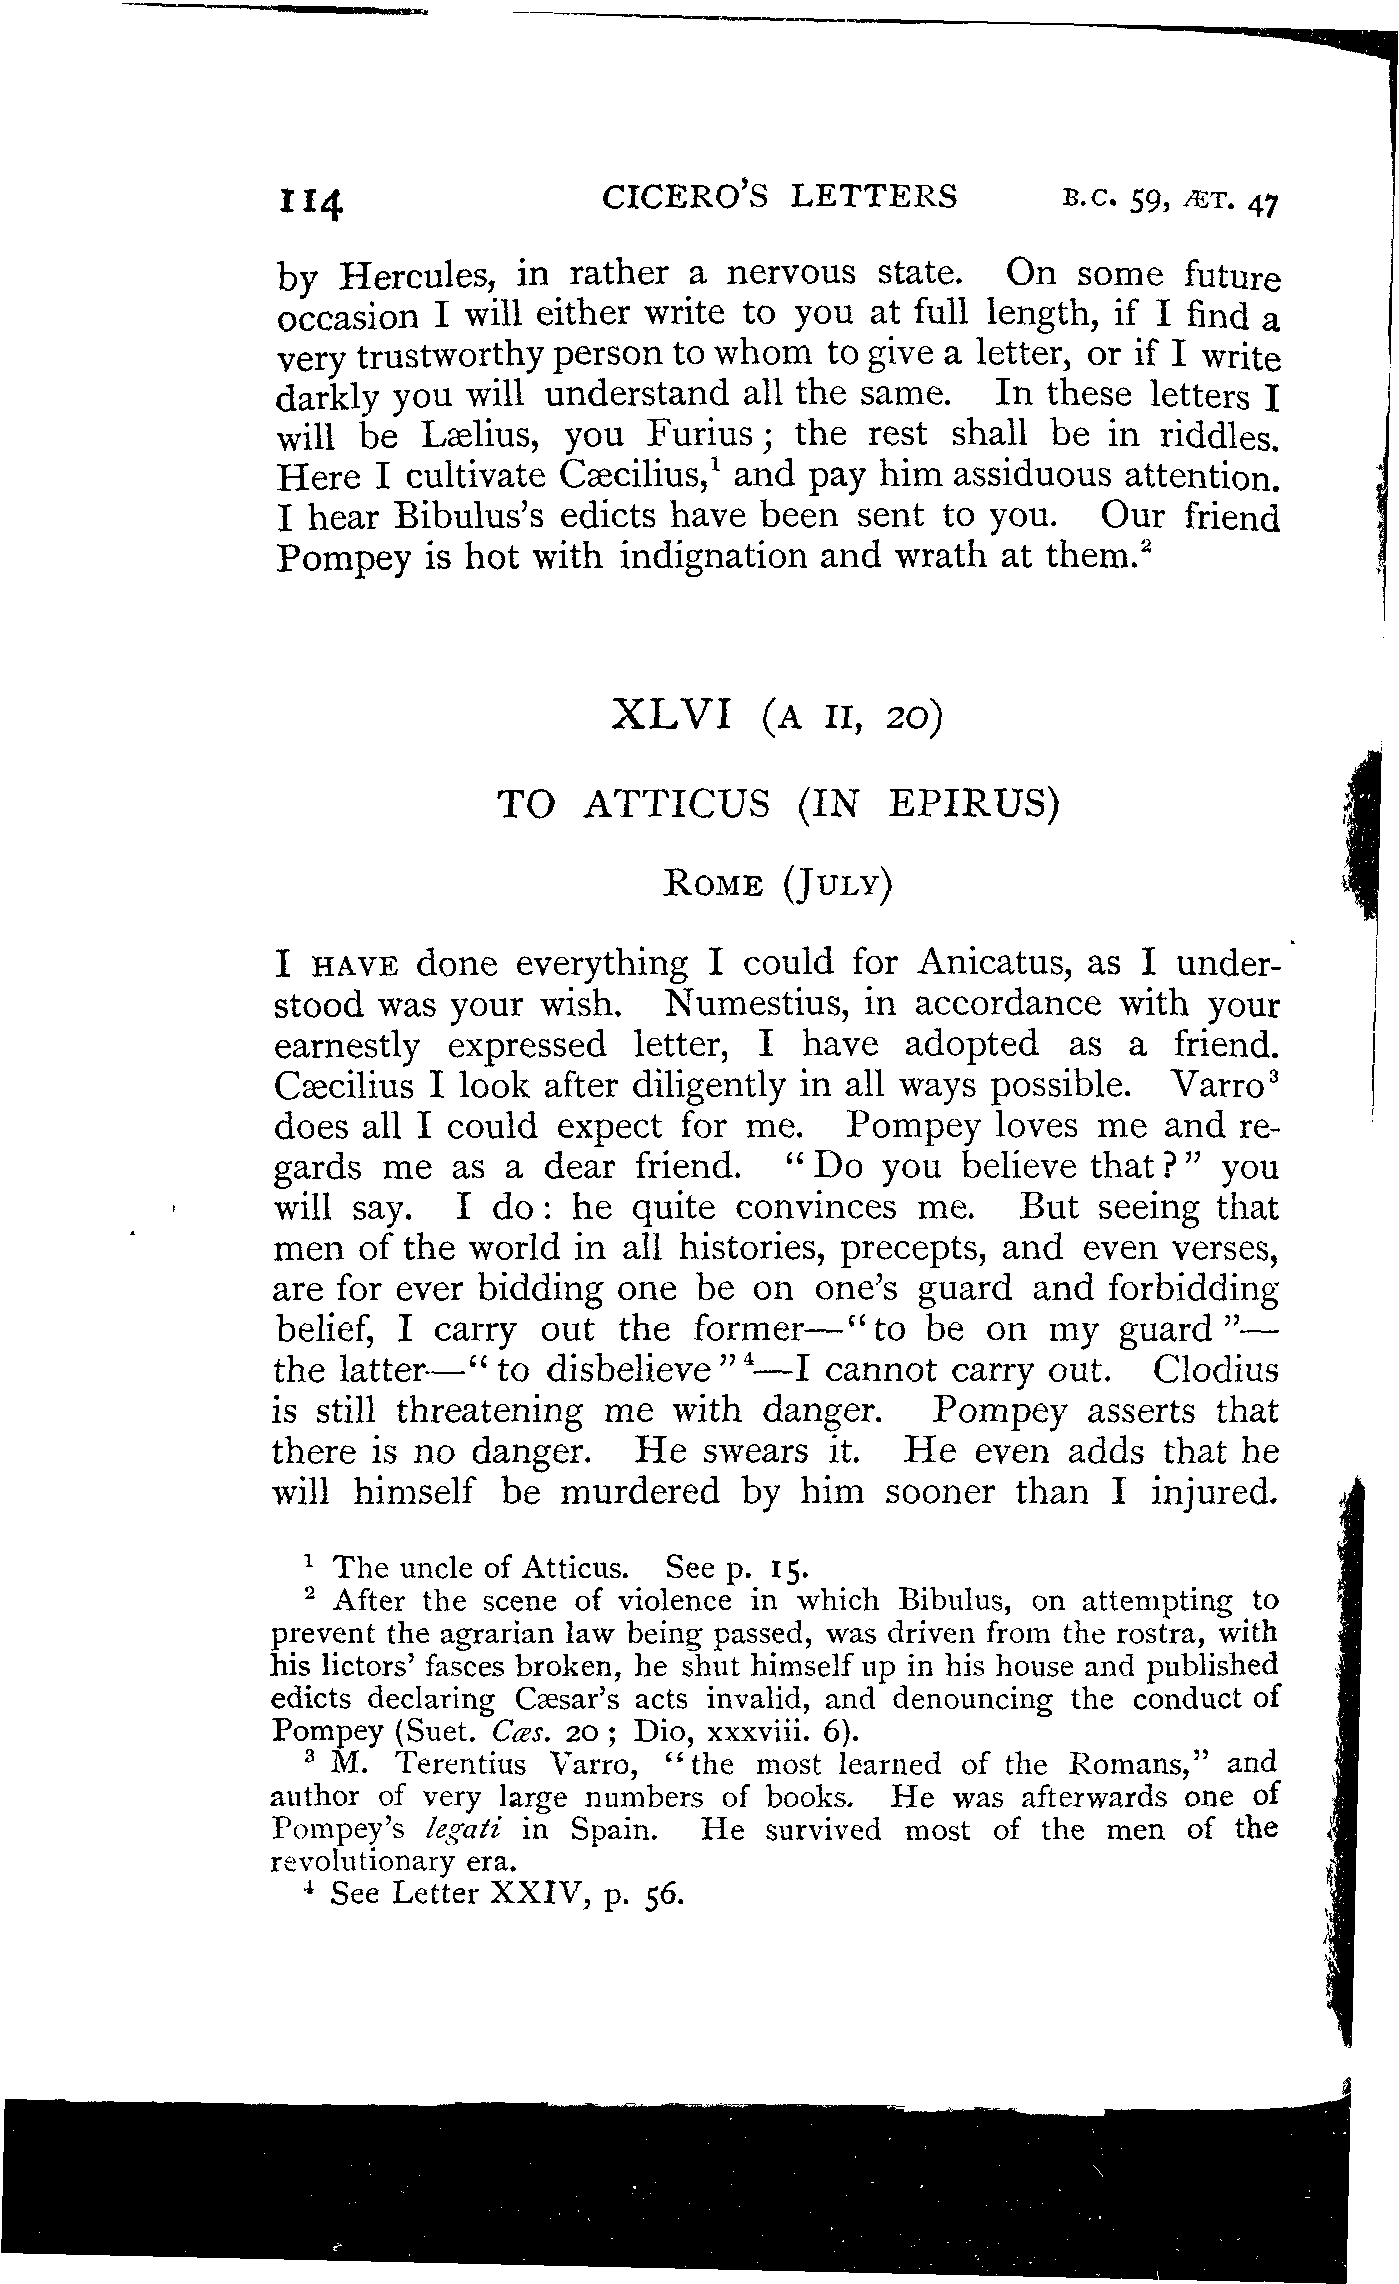 114 CICERO'S LETTERS B.C. 59, ÆT. 47
by Hercules, in rather a nervous state. On some future
occasion I will either write to you at full length, if I find a
very trustworthy person to whom to give a letter, or if I write
darkly you will understand all the same. In these letters I
will be Lælius, you Furius; the rest shall be in riddles.
Here I cultivate Cæcilius,¹ and pay him assiduous attention.
I hear Bibulus's edicts have been sent to you. Our friend
Pompey is hot with indignation and wrath at them.²
XLVI (A II, 20)
TO ATTICUS (IN EPIRUS)
ROME (JULY)
I HAVE done everything I could for Anicatus, as I under-
stood was your wish. Numestius, in accordance with your
earnestly expressed letter, I have adopted as a friend.
Cæcilius I look after diligently in all ways possible. Varro³
does all I could expect for me. Pompey loves me and re-
gards me as a dear friend. "Do you believe that?" you
will say. I do: he quite convinces me. But seeing that
men of the world in all histories, precepts, and even verses,
are for ever bidding one be on one's guard and forbidding
belief, I carry out the former—"to be on my guard"—
the latter—"to disbelieve"⁴—I cannot carry out. Clodius
is still threatening me with danger. Pompey asserts that
there is no danger. He swears it. He even adds that he
will himself be murdered by him sooner than I injured.
¹ The uncle of Atticus. See p. 15.
² After the scene of violence in which Bibulus, on attempting to
prevent the agrarian law being passed, was driven from the rostra, with
his lictors' fasces broken, he shut himself up in his house and published
edicts declaring Cæsar's acts invalid, and denouncing the conduct of
Pompey (Suet. Cæs. 20; Dio, xxxviii. 6).
³ M. Terentius Varro, "the most learned of the Romans," and
author of very large numbers of books. He was afterwards one of
Pompey's legati in Spain. He survived most of the men of the
revolutionary era.
⁴ See Letter XXIV, p. 56.